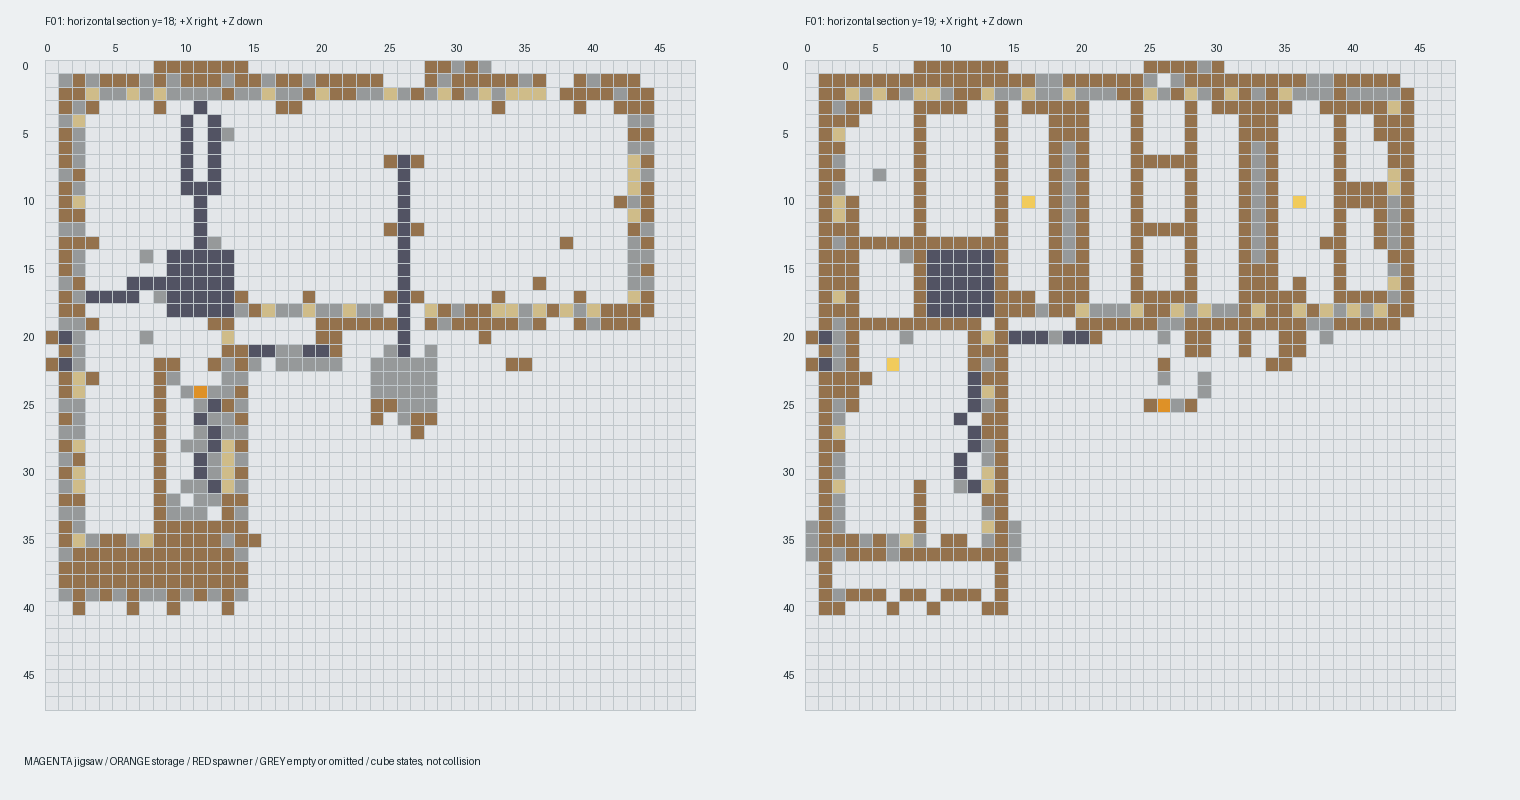 F01: horizontal section y=18; +X right, +Z down
F01: horizontal section y=19; +X right, +Z down
0 5 10 15 20 25 30 35 40 45
0 5 10 15 20 25 30 35 40 45
0 0
5 5
10 10
15 15
20 20
25 25
30 30
35 35
40 40
45 45
MAGENTA jigsaw / ORANGE storage / RED spawner / GREY empty or omitted / cube states, not collision